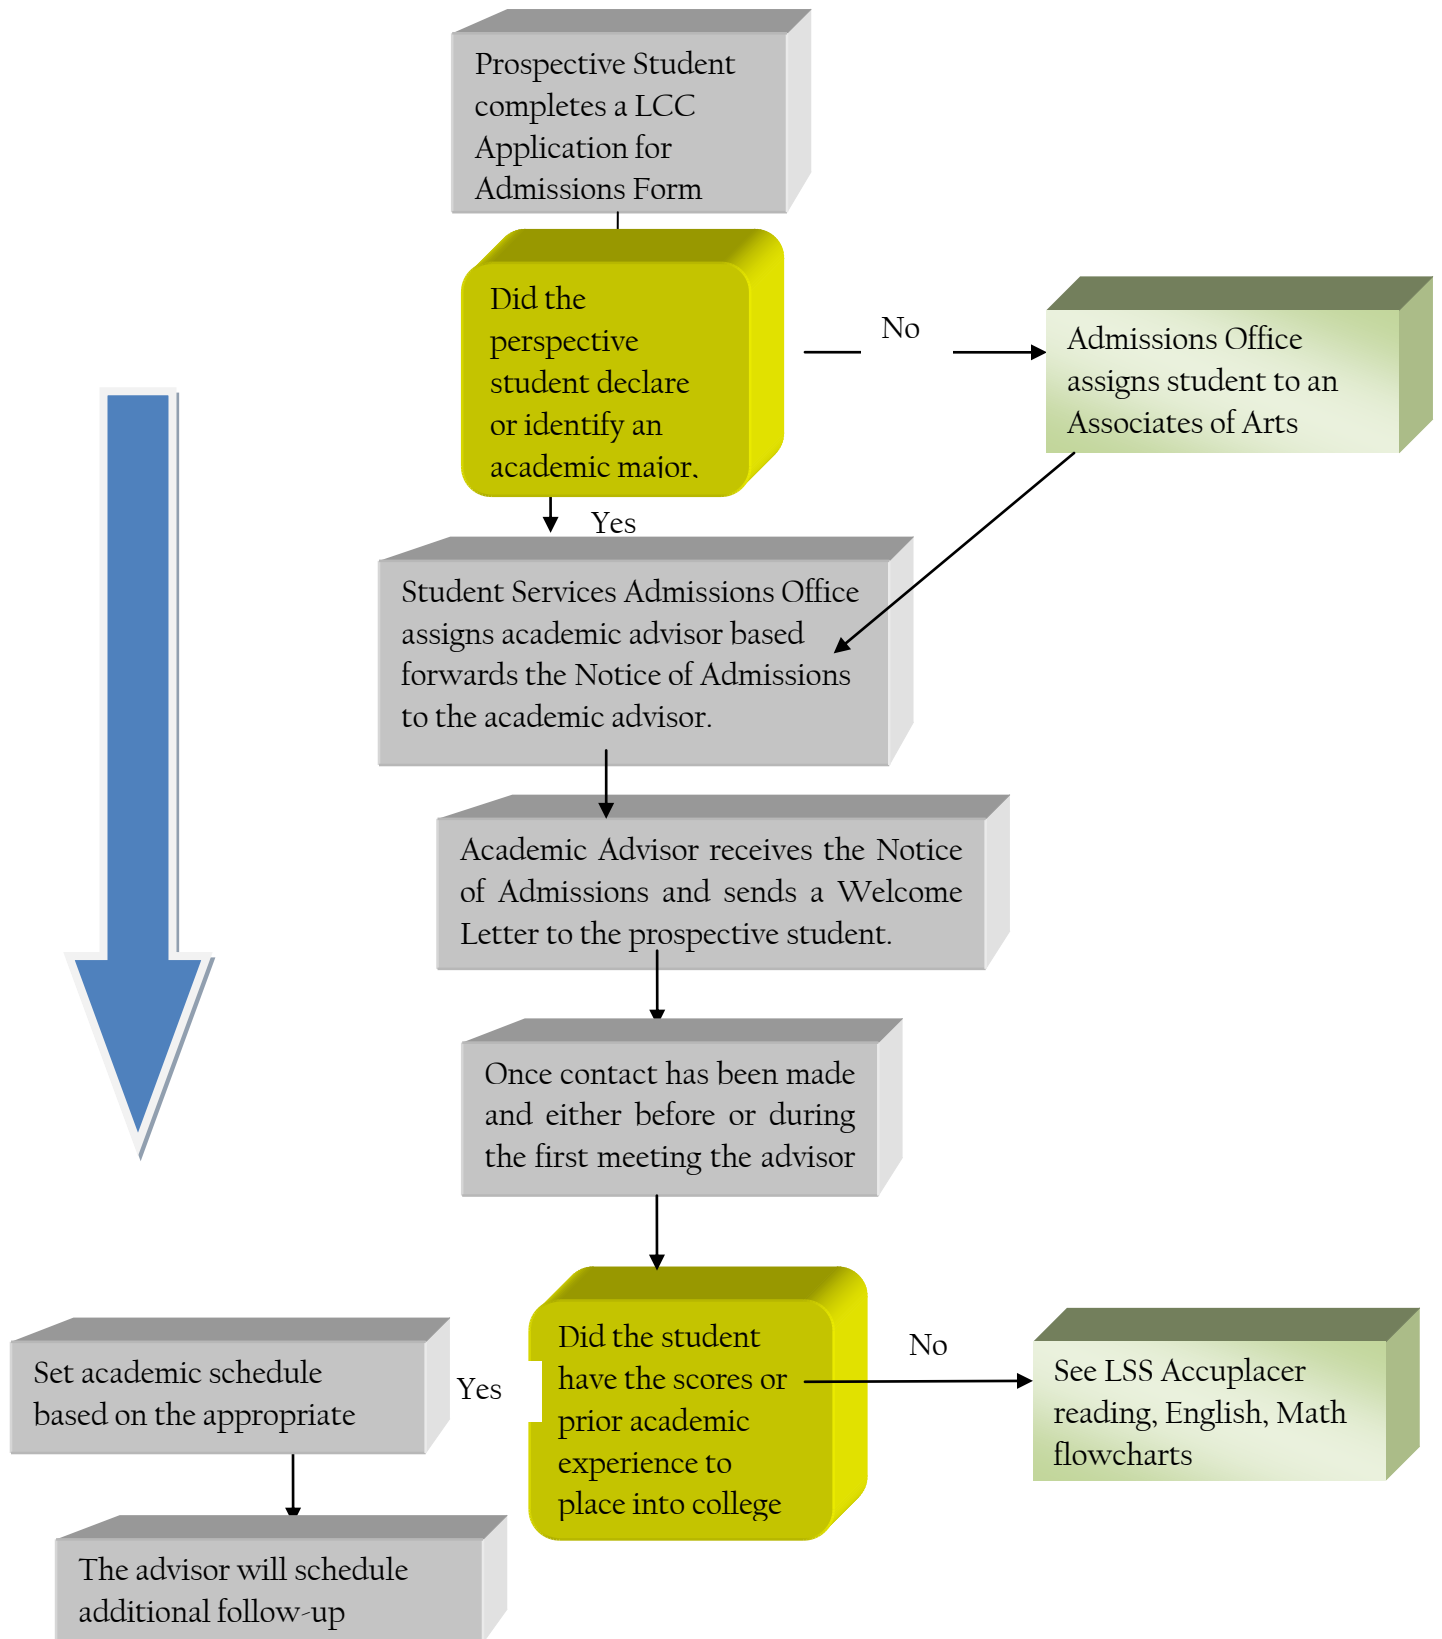 Prospective Student
completes a LCC
Application for
Admissions Form
Did the
perspective
student declare
or identify an
academic major,
No
Admissions Office
assigns student to an
Associates of Arts
Yes
Student Services Admissions Office
assigns academic advisor based
forwards the Notice of Admissions
to the academic advisor.
Academic Advisor receives the Notice
of Admissions and sends a Welcome
Letter to the prospective student.
Once contact has been made
and either before or during
the first meeting the advisor
Did the student
have the scores or
prior academic
experience to
place into college
No
See LSS Accuplacer
reading, English, Math
flowcharts
Yes
Set academic schedule
based on the appropriate
The advisor will schedule
additional follow-up